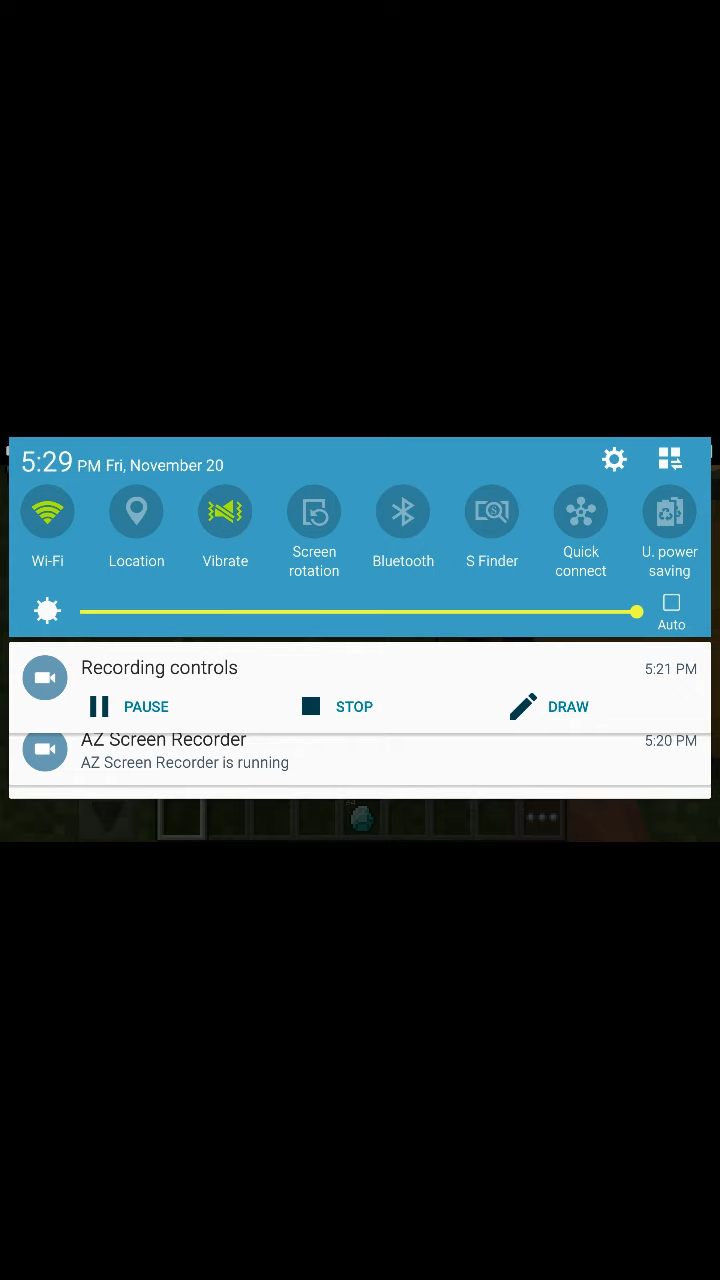 5:29 PM Fri, November 20
Wi-Fi
Location
Vibrate
Screen
rotation
Bluetooth
S Finder
Quick
connect
U. power
saving
Auto
Recording controls
5:21 PM
PAUSE
STOP
DRAW
AZ Screen Recorder
5:20 PM
AZ Screen Recorder is running